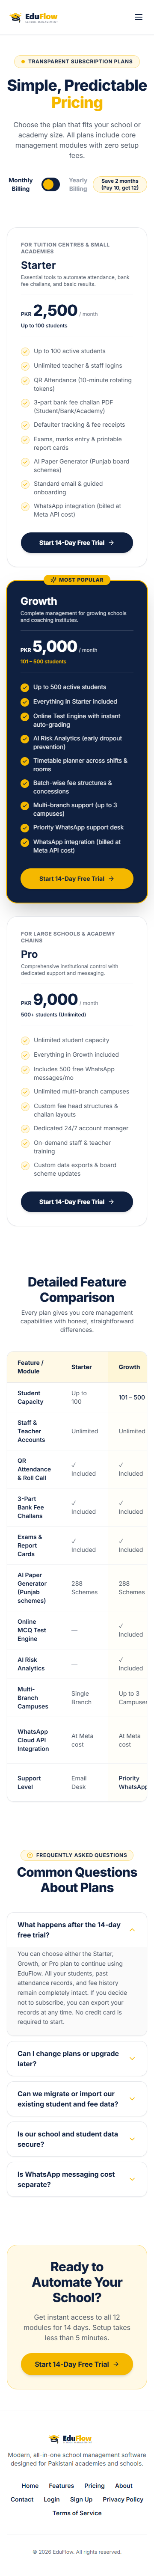 EduFlow
TRANSPARENT SUBSCRIPTION PLANS
Simple, Predictable
Pricing
Choose the plan that fits your school or
academy size. All plans include core
management modules without setup
fees.
Monthly
Billing
Yearly
Billing
Save 2 months
(Pay 10, get 12)
FOR TUITION CENTRES & SMALL
ACADEMIES
Starter
Essential tools to automate attendance, bank
fee challans, and basic results.
PKR 2,500 / month
Up to 100 students
Up to 100 active students
Unlimited teacher & staff logins
QR Attendance (10-minute rotating
tokens)
3-part bank fee challan PDF
(Student/Bank/Academy)
Defaulter tracking & fee receipts
Exams, marks entry & printable
report cards
AI Paper Generator (Punjab board
schemes)
Standard email & guided
onboarding
WhatsApp integration (billed at
Meta API cost)
Start 14-Day Free Trial →
MOST POPULAR
Growth
Complete management for growing schools
and coaching institutes.
PKR 5,000 / month
101 – 500 students
Up to 500 active students
Everything in Starter included
Online Test Engine with instant
auto-grading
AI Risk Analytics (early dropout
prevention)
Timetable planner across shifts &
rooms
Batch-wise fee structures &
concessions
Multi-branch support (up to 3
campuses)
Priority WhatsApp support desk
WhatsApp integration (billed at
Meta API cost)
Start 14-Day Free Trial →
FOR LARGE SCHOOLS & ACADEMY
CHAINS
Pro
Comprehensive institutional control with
dedicated support and messaging.
PKR 9,000 / month
500+ students (Unlimited)
Unlimited student capacity
Everything in Growth included
Includes 500 free WhatsApp
messages/mo
Unlimited multi-branch campuses
Custom fee head structures &
challan layouts
Dedicated 24/7 account manager
On-demand staff & teacher
training
Custom data exports & board
scheme updates
Start 14-Day Free Trial →
Detailed Feature
Comparison
Every plan gives you core management
capabilities with honest, straightforward
differences.
Feature /
Module
Starter
Growth
Student
Capacity
Up to
100
101 – 500
Staff &
Teacher
Accounts
Unlimited
Unlimited
QR
Attendance
& Roll Call
✓
Included
✓
Included
3-Part
Bank Fee
Challans
✓
Included
✓
Included
Exams &
Report
Cards
✓
Included
✓
Included
AI Paper
Generator
(Punjab
schemes)
288
Schemes
288
Schemes
Online
MCQ Test
Engine
—
✓
Included
AI Risk
Analytics
—
✓
Included
Multi-
Branch
Campuses
Single
Branch
Up to 3
Campuses
WhatsApp
Cloud API
Integration
At Meta
cost
At Meta
cost
Support
Level
Email
Desk
Priority
WhatsApp
FREQUENTLY ASKED QUESTIONS
Common Questions
About Plans
What happens after the 14-day
free trial?
You can choose either the Starter,
Growth, or Pro plan to continue using
EduFlow. All your students, past
attendance records, and fee history
remain completely intact. If you decide
not to subscribe, you can export your
records at any time. No credit card is
required to start.
Can I change plans or upgrade
later?
Can we migrate or import our
existing student and fee data?
Is our school and student data
secure?
Is WhatsApp messaging cost
separate?
Ready to
Automate Your
School?
Get instant access to all 12
modules for 14 days. Setup takes
less than 5 minutes.
Start 14-Day Free Trial →
EduFlow
Modern, all-in-one school management software
designed for Pakistani academies and schools.
Home Features Pricing About
Contact Login Sign Up Privacy Policy
Terms of Service
© 2026 EduFlow. All rights reserved.